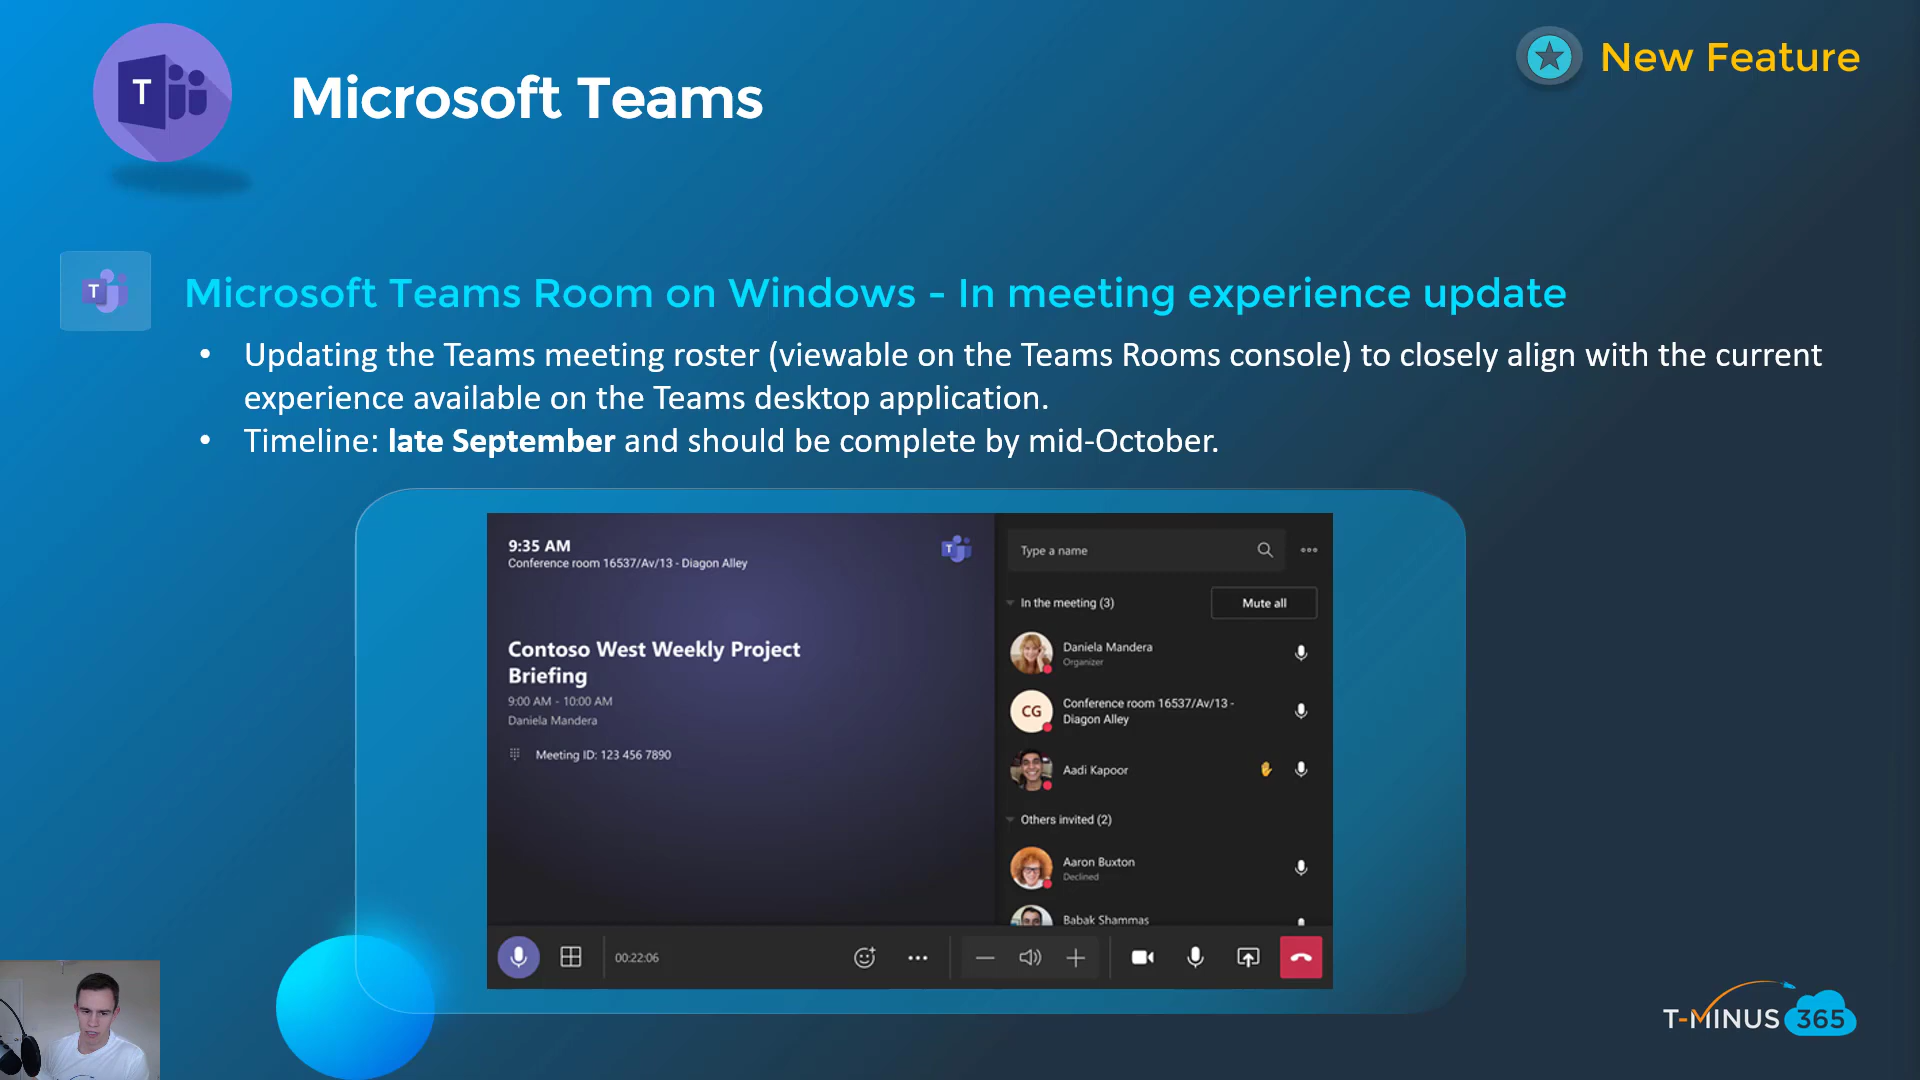 T
Microsoft Teams
New Feature
T
Microsoft Teams Room on Windows - In meeting experience update
• Updating the Teams meeting roster (viewable on the Teams Rooms console) to closely align with the current
experience available on the Teams desktop application.
• Timeline: late September and should be complete by mid-October.
9:35 AM
Conference room 16537/Av/13 - Diagon Alley
T
Contoso West Weekly Project
Briefing
9:00 AM - 10:00 AM
Daniela Mandera
Meeting ID: 123 456 7890
Type a name
In the meeting (3)
Mute all
Daniela Mandera
Organizer
CG
Conference room 16537/Av/13 -
Diagon Alley
Aadi Kapoor
Others invited (2)
Aaron Buxton
Declined
Babak Shammas
00:22:06
T-MINUS 365